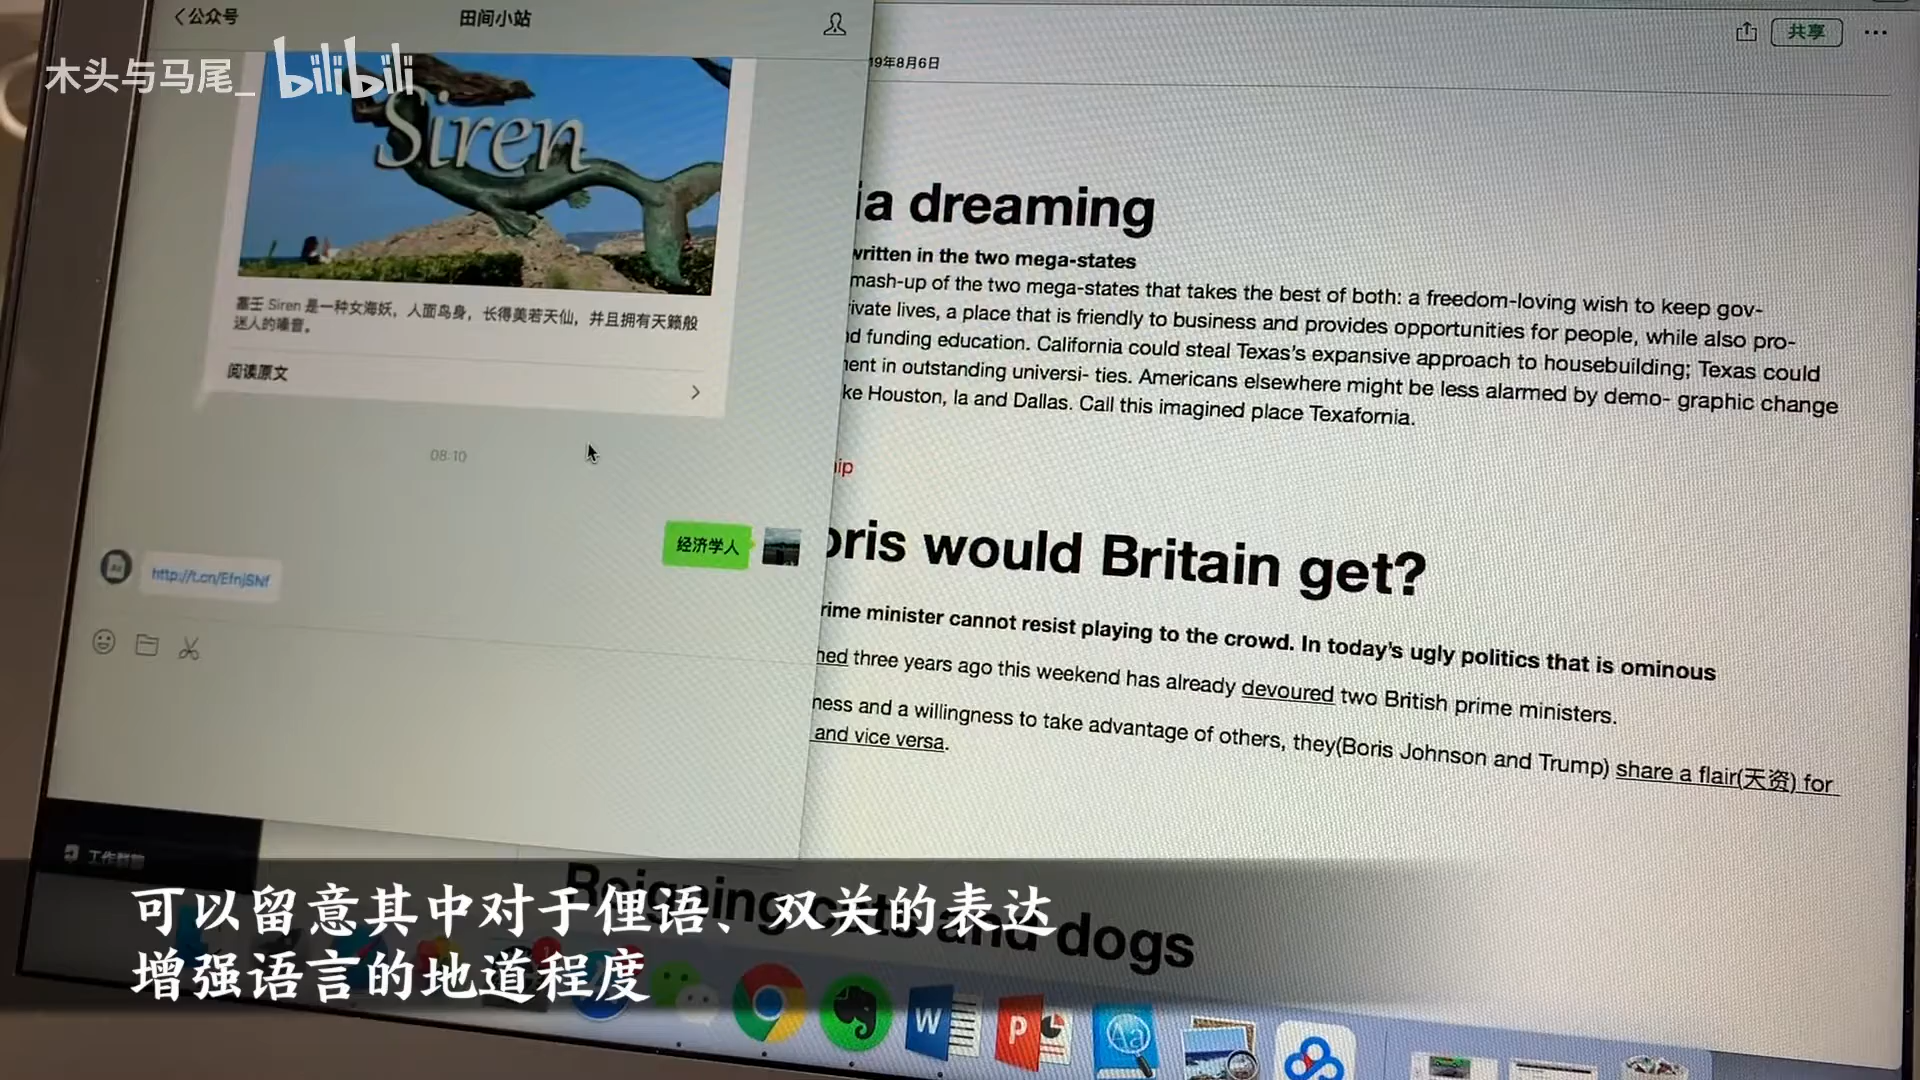 木头与马尾_ bilibili
公众号
田间小站
Siren
塞壬 Siren 是一种女海妖，人面鸟身，长得美若天仙，并且拥有天籁般
迷人的嗓音。
阅读原文
08:10
经济学人
http://t.cn/EfnjSNf
共享
19年8月6日
ia dreaming
written in the two mega-states
mash-up of the two mega-states that takes the best of both: a freedom-loving wish to keep gov-
ivate lives, a place that is friendly to business and provides opportunities for people, while also pro-
d funding education. California could steal Texas's expansive approach to housebuilding; Texas could
ent in outstanding universi- ties. Americans elsewhere might be less alarmed by demo- graphic change
ke Houston, la and Dallas. Call this imagined place Texafornia.
ip
oris would Britain get?
rime minister cannot resist playing to the crowd. In today's ugly politics that is ominous
hed three years ago this weekend has already devoured two British prime ministers.
ness and a willingness to take advantage of others, they(Boris Johnson and Trump) share a flair(天资) for
and vice versa.
Reigning cats and dogs
可以留意其中对于俚语、双关的表达
增强语言的地道程度
W
P
Aa